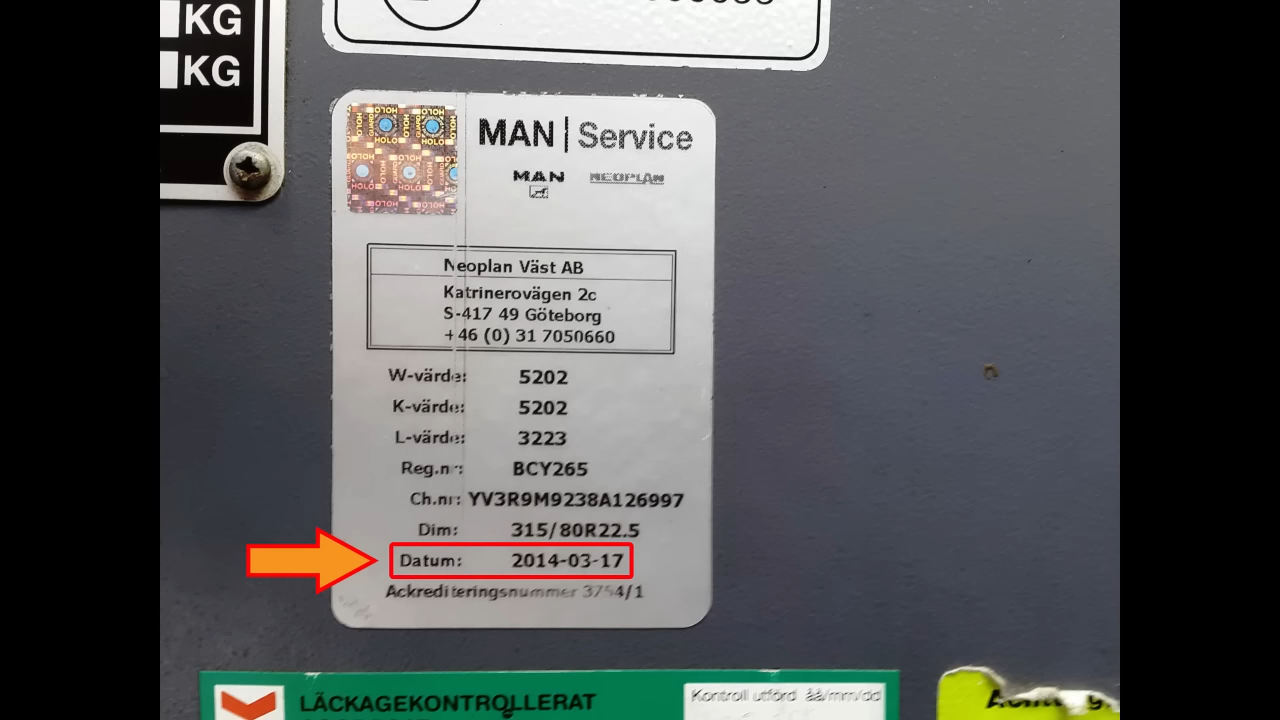 KG
KG
MAN | Service
MAN NEOPLAN
Neoplan Väst AB
Katrinerovägen 2c
S-417 49 Göteborg
+46 (0) 31 7050660
W-värde: 5202
K-värde: 5202
L-värde: 3223
Reg.nr: BCY265
Ch.nr: YV3R9M9238A126997
Dim: 315/80R22.5
Datum: 2014-03-17
Ackrediteringsnummer 3754/1
LÄCKAGEKONTROLLERAT
Kontroll utförd åå/mm/dd